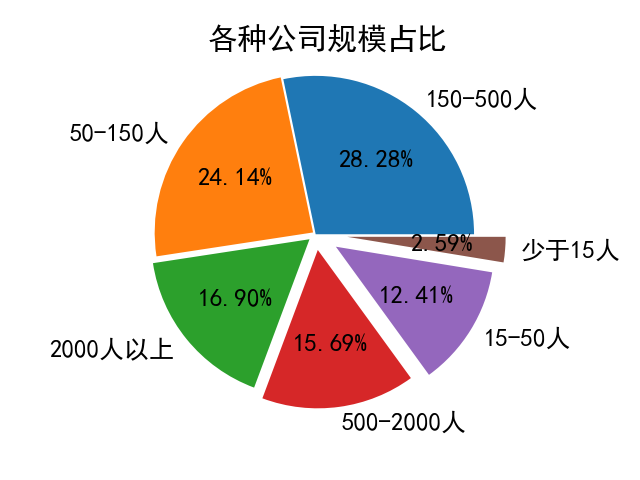 各种公司规模占比
150-500人
50-150人
28.28%
24.14%
2.59%
少于15人
12.41%
16.90%
15.69%
15-50人
2000人以上
500-2000人